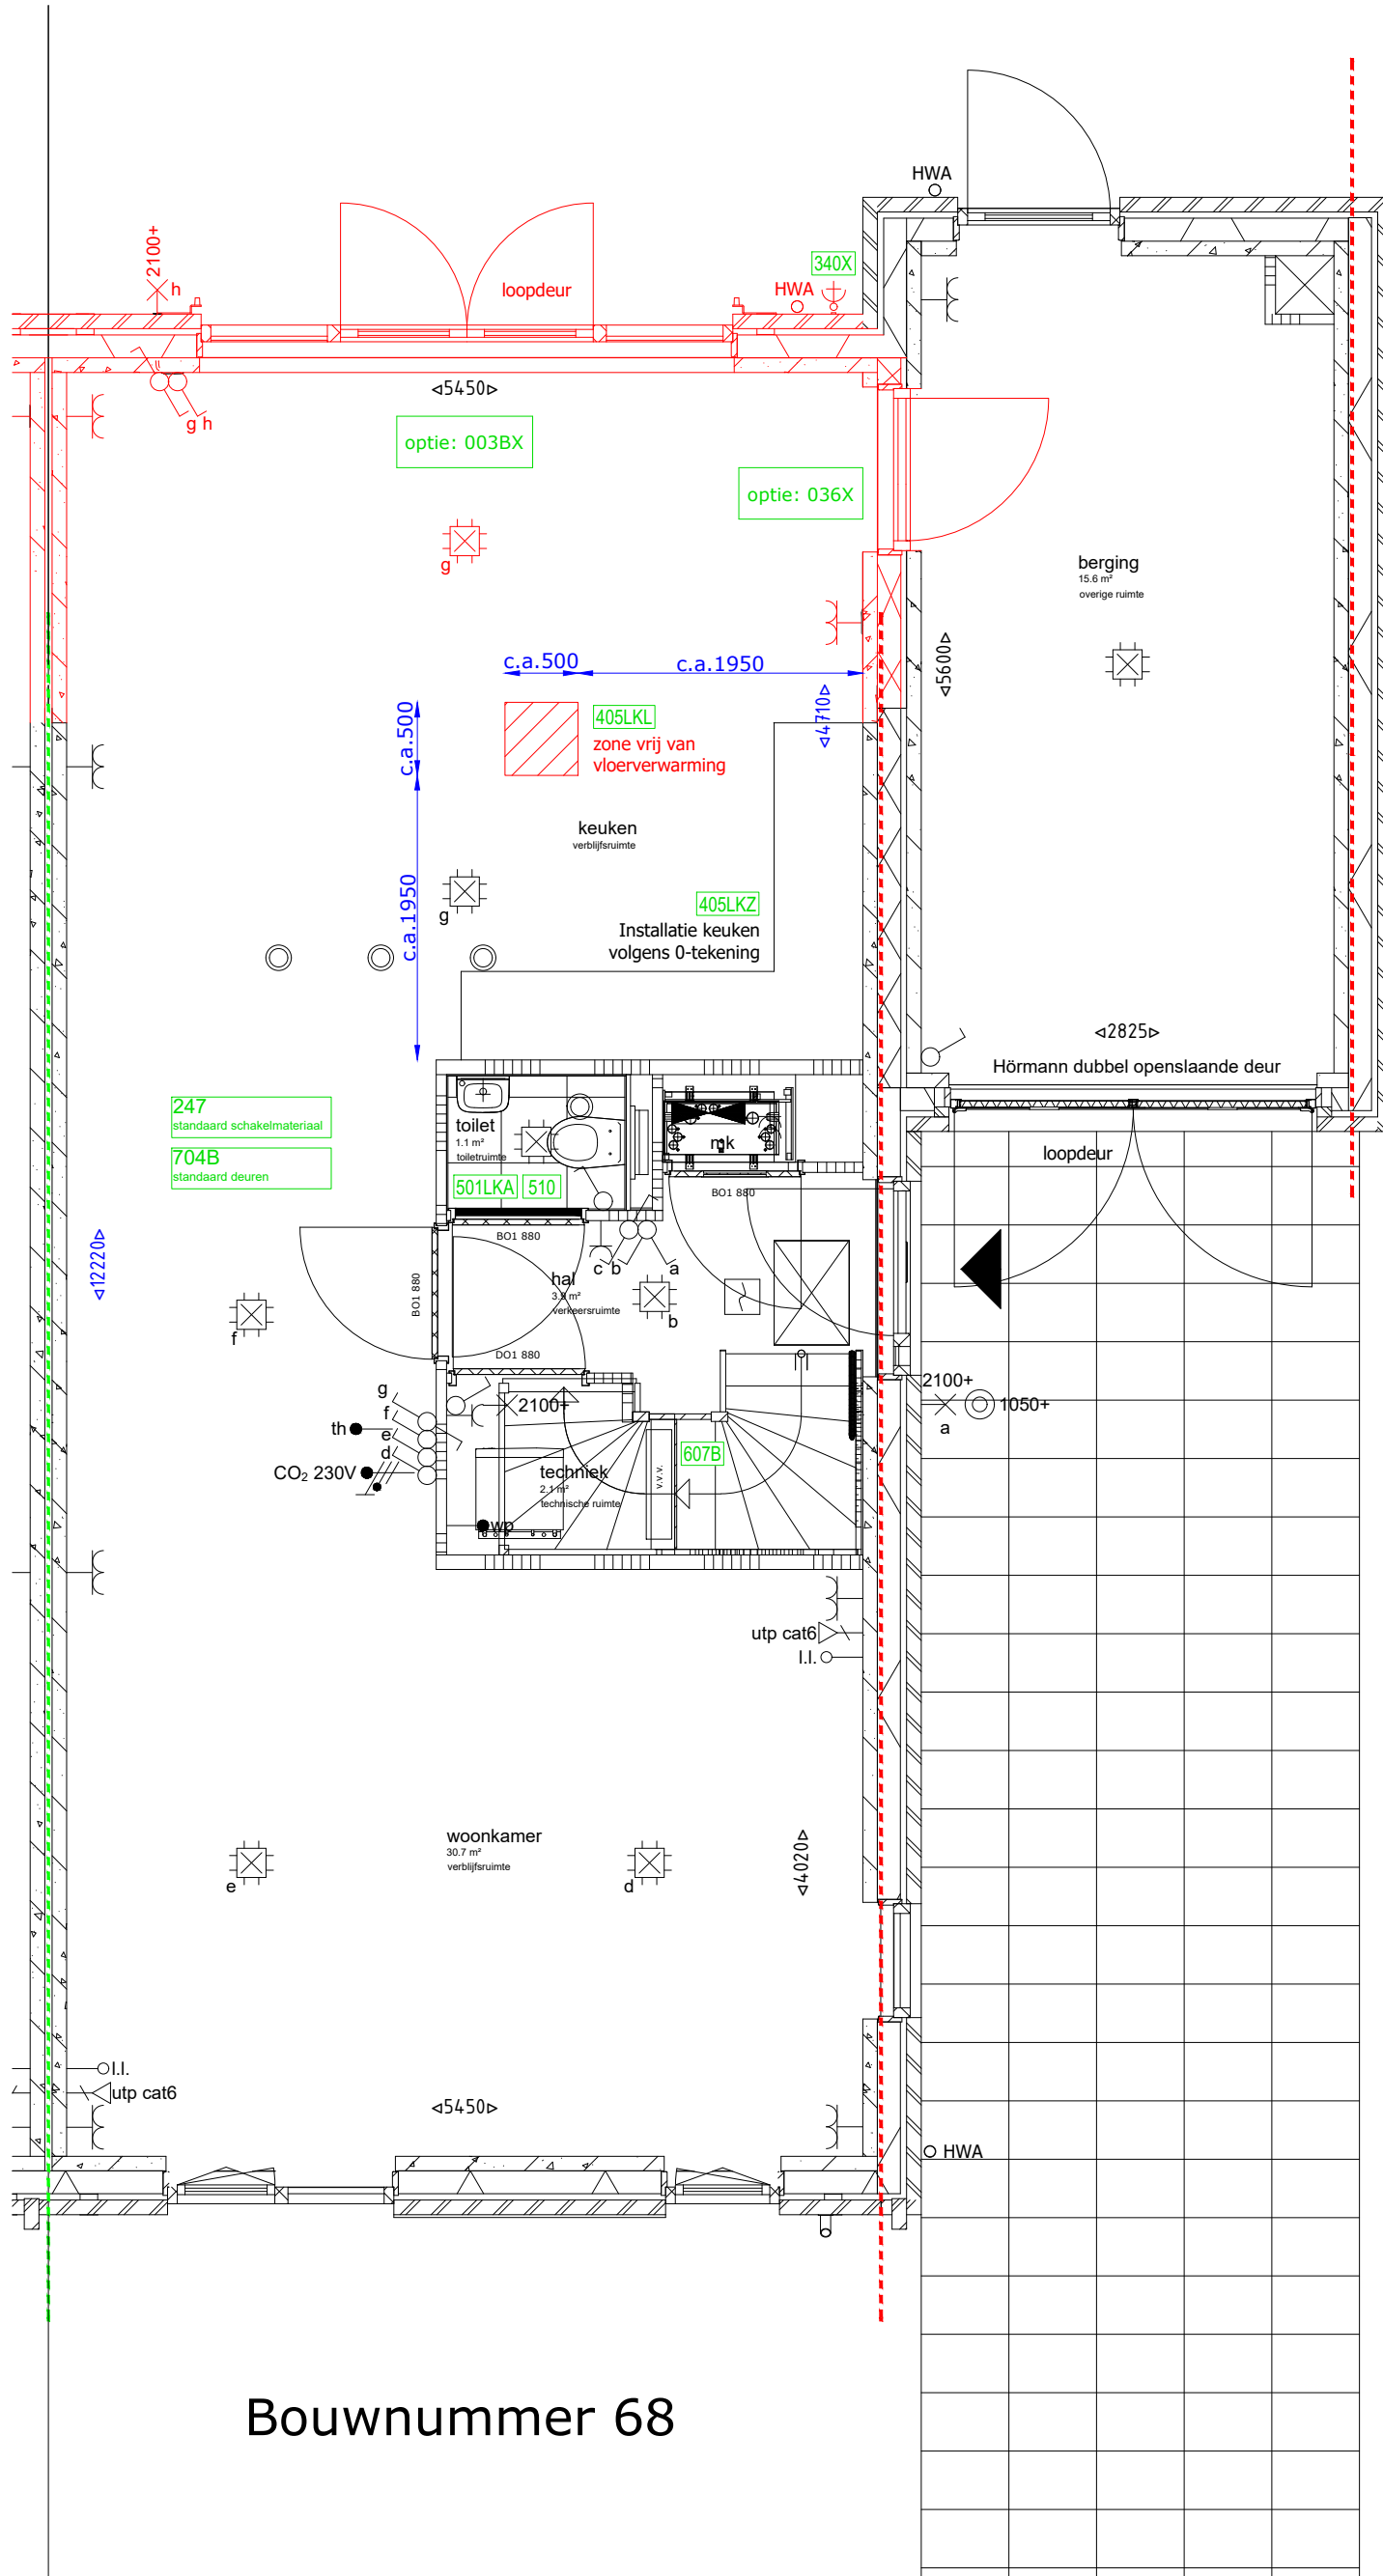 HWA
2100+
h
loopdeur
HWA
340X
5450
g h
optie: 003BX
optie: 036X
g
berging
15.6 m²
overige ruimte
5600
c.a.500
c.a.1950
4710
c.a.500
405LKL
zone vrij van
vloerverwarming
keuken
verblijfsruimte
c.a.1950
g
405LKZ
Installatie keuken
volgens 0-tekening
2825
Hörmann dubbel openslaande deur
247
standaard schakelmateriaal
704B
standaard deuren
toilet
1.1 m²
toiletruimte
mk
loopdeur
501LKA
510
BO1 880
BO1 880
12220
BO1 880
c b
a
hal
3.9 m²
verkeersruimte
b
f
DO1 880
g
f
e
d
th
CO₂ 230V
2100+
2100+
1050+
a
607B
techniek
2.1 m²
technische ruimte
v.v.v.
wp
utp cat6
l.l.
woonkamer
30.7 m²
verblijfsruimte
4020
e
d
l.l.
utp cat6
5450
HWA
Bouwnummer 68